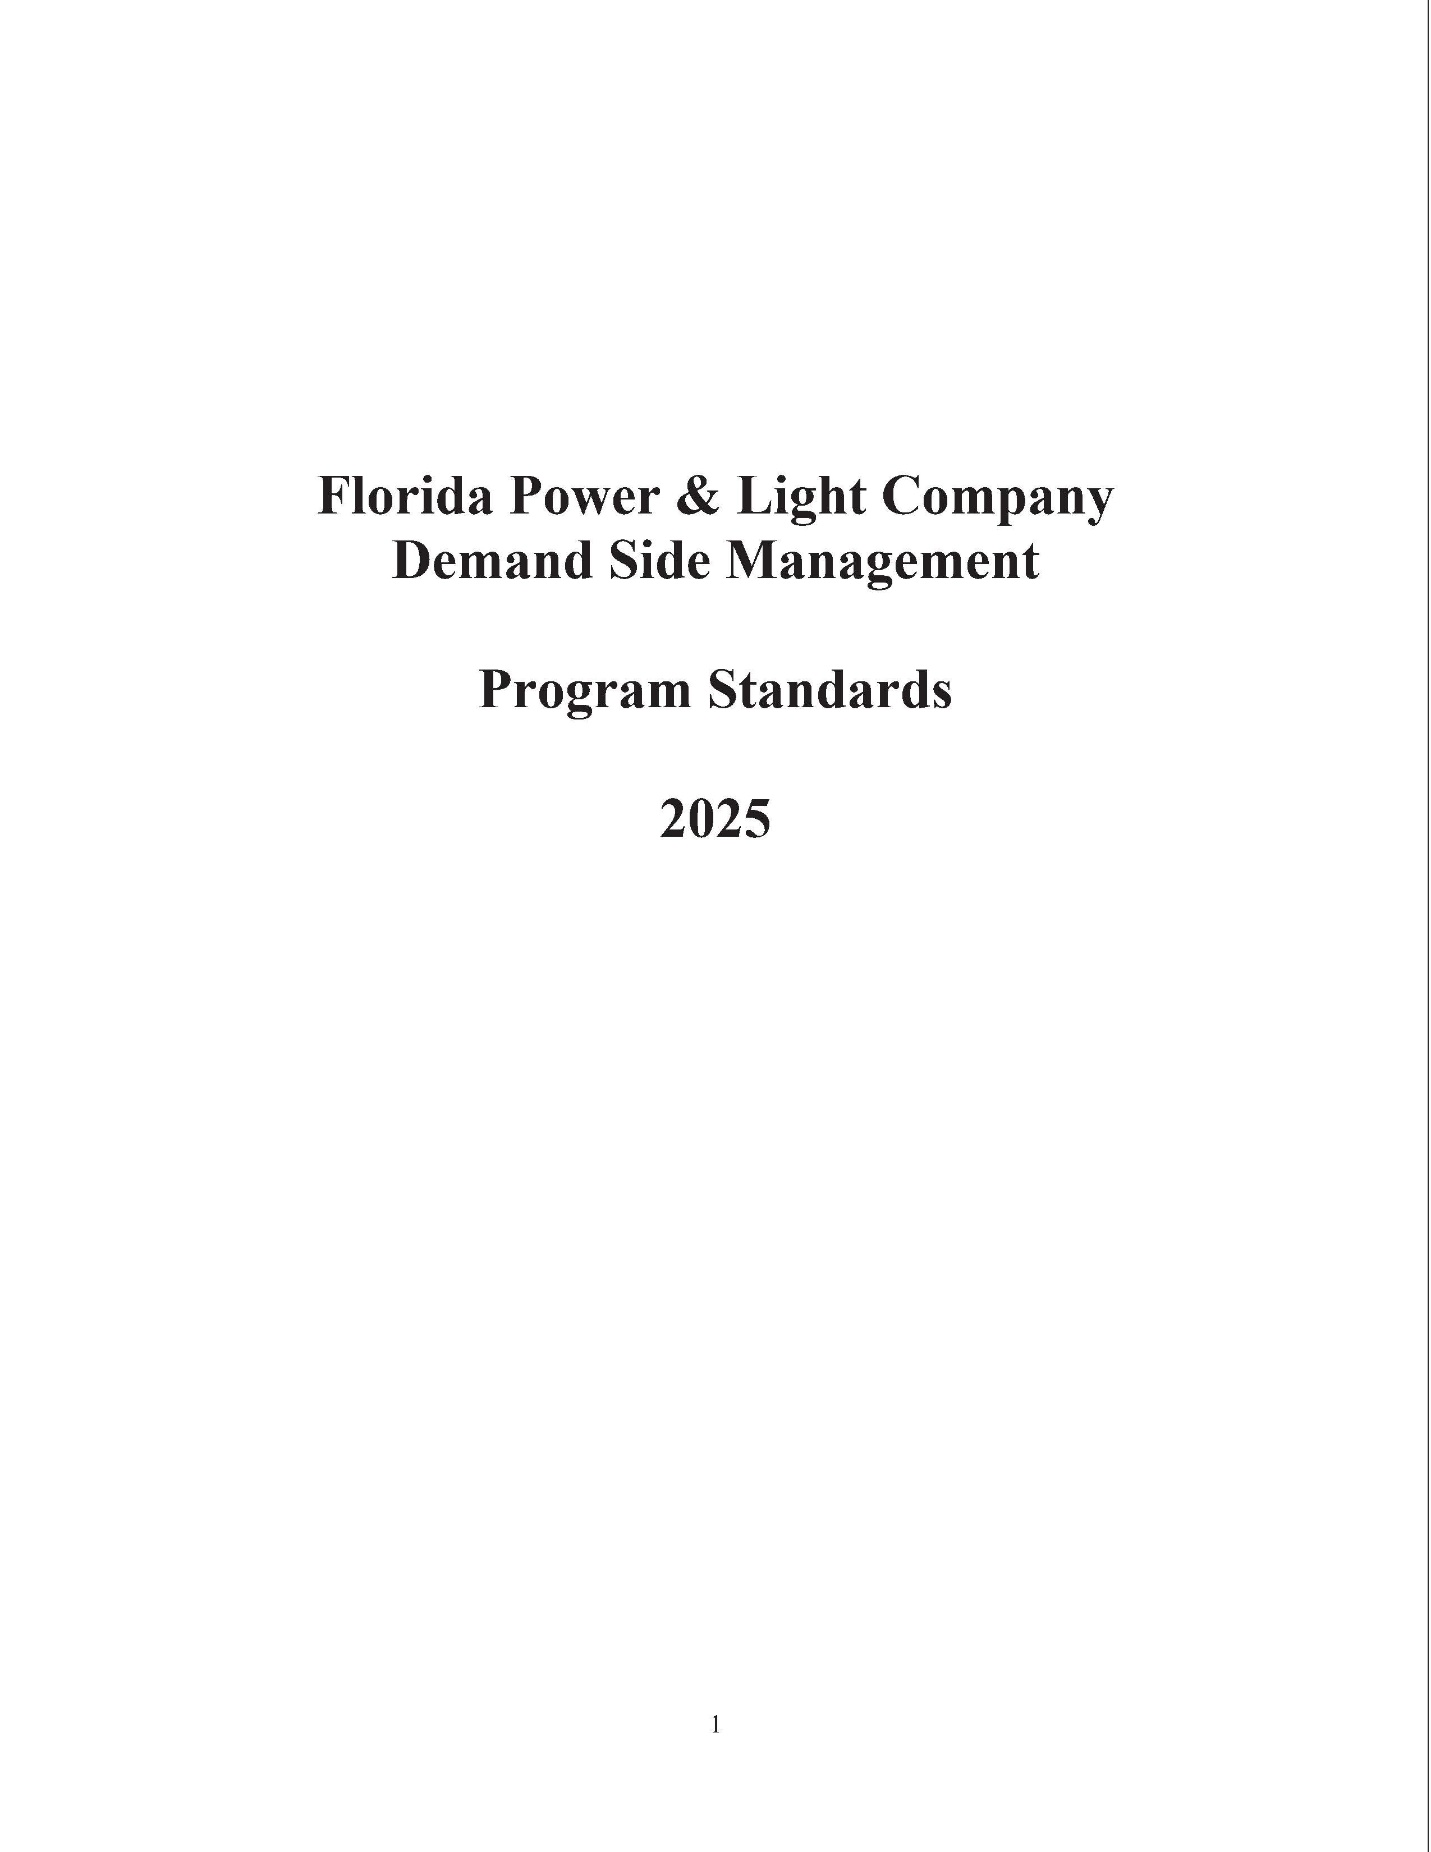 Florida Power & Light Company
Demand Side Management
Program Standards
2025
1